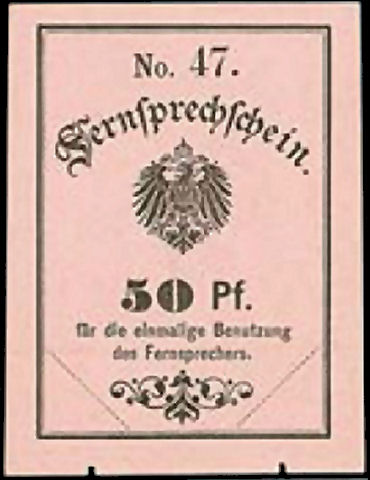 No. 47.
Fernsprechschein.
50 Pf.
für die einmalige Benutzung
des Fernsprechers.